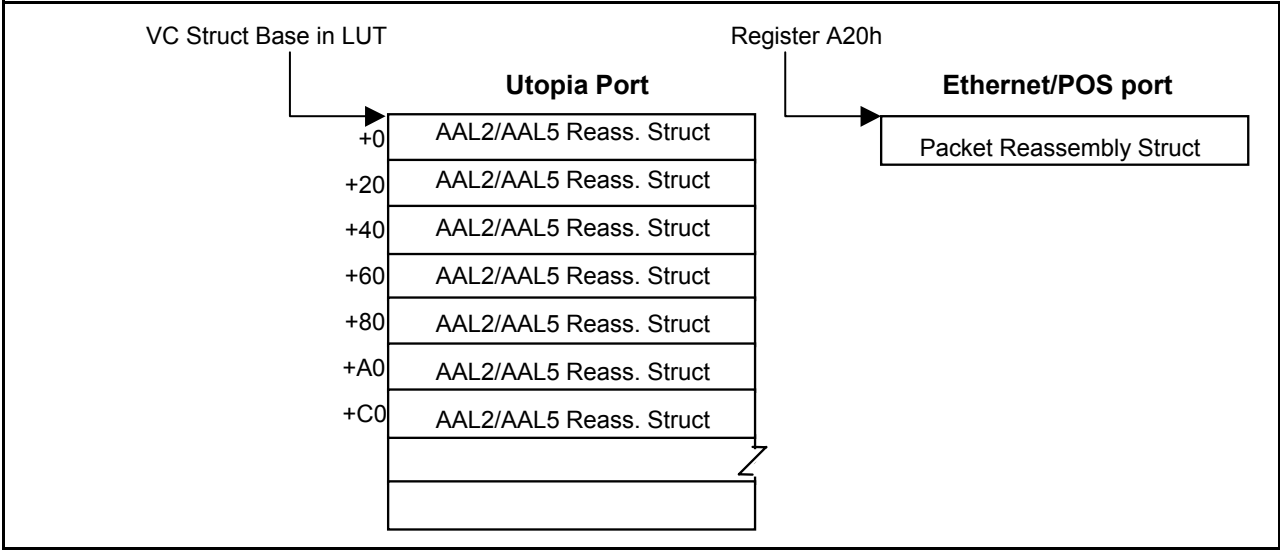 VC Struct Base in LUT
Register A20h
Utopia Port
Ethernet/POS port
+0
AAL2/AAL5 Reass. Struct
Packet Reassembly Struct
+20
AAL2/AAL5 Reass. Struct
+40
AAL2/AAL5 Reass. Struct
+60
AAL2/AAL5 Reass. Struct
+80
AAL2/AAL5 Reass. Struct
+A0
AAL2/AAL5 Reass. Struct
+C0
AAL2/AAL5 Reass. Struct